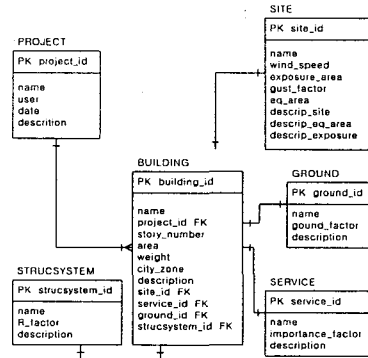 SITE
PK site_id
name
wind_speed
exposure_area
gust_factor
eq_area
descrip_site
descrip_eq_area
descrip_exposure
PROJECT
PK project_id
name
user
date
descrition
BUILDING
PK building_id
name
project_id FK
story_number
area
weight
city_zone
description
site_id FK
service_id FK
ground_id FK
strucsystem_id FK
GROUND
PK ground_id
name
gound_factor
description
STRUCSYSTEM
PK strucsystem_id
name
R_factor
description
SERVICE
PK service_id
name
importance_factor
description